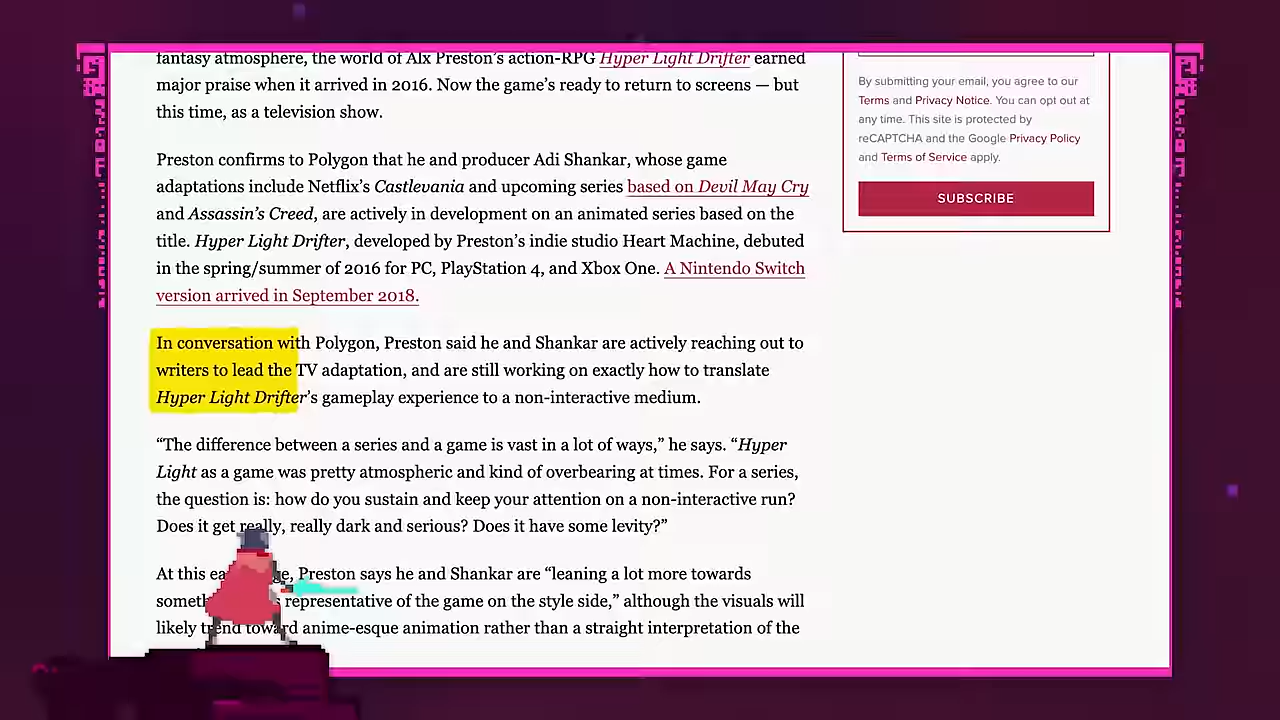 fantasy atmosphere, the world of Alx Preston’s action-RPG Hyper Light Drifter earned
major praise when it arrived in 2016. Now the game’s ready to return to screens — but
this time, as a television show.
Preston confirms to Polygon that he and producer Adi Shankar, whose game
adaptations include Netflix’s Castlevania and upcoming series based on Devil May Cry
and Assassin’s Creed, are actively in development on an animated series based on the
title. Hyper Light Drifter, developed by Preston’s indie studio Heart Machine, debuted
in the spring/summer of 2016 for PC, PlayStation 4, and Xbox One. A Nintendo Switch
version arrived in September 2018.
In conversation with Polygon, Preston said he and Shankar are actively reaching out to
writers to lead the TV adaptation, and are still working on exactly how to translate
Hyper Light Drifter’s gameplay experience to a non-interactive medium.
“The difference between a series and a game is vast in a lot of ways,” he says. “Hyper
Light as a game was pretty atmospheric and kind of overbearing at times. For a series,
the question is: how do you sustain and keep your attention on a non-interactive run?
Does it get really, really dark and serious? Does it have some levity?”
At this Preston says he and Shankar are “leaning a lot more towards
representative of the game on the style side,” although the visuals will
likely trend toward anime-esque animation rather than a straight interpretation of the
By submitting your email, you agree to our
Terms and Privacy Notice. You can opt out at
any time. This site is protected by
reCAPTCHA and the Google Privacy Policy
and Terms of Service apply.
SUBSCRIBE